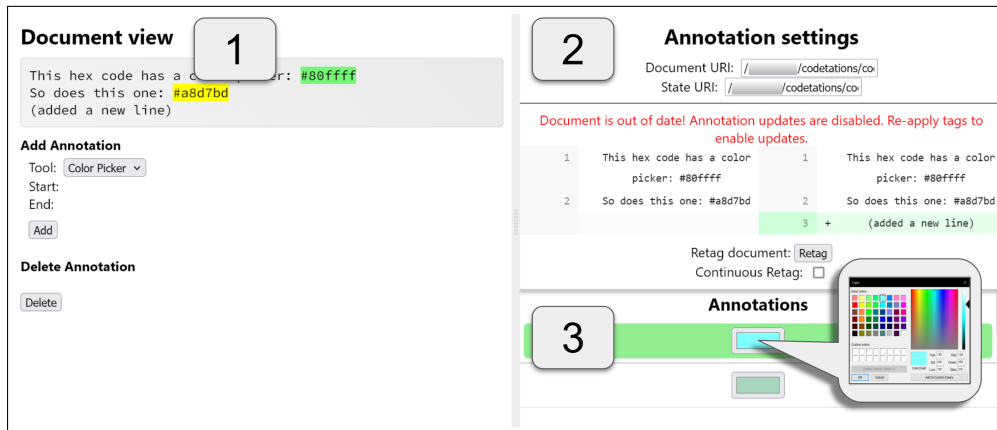 Document view
1
This hex code has a c er: #80ffff
So does this one: #a8d7bd
(added a new line)
Add Annotation
Tool: Color Picker
Start:
End:
Add
Delete Annotation
Delete
2
Annotation settings
Document URI: / /codetations/co
State URI: / /codetations/co
Document is out of date! Annotation updates are disabled. Re-apply tags to
enable updates.
1 This hex code has a color 1 This hex code has a color
picker: #80ffff picker: #80ffff
2 So does this one: #a8d7bd 2 So does this one: #a8d7bd
3 + (added a new line)
Retag document: Retag
Continuous Retag:
Annotations
3